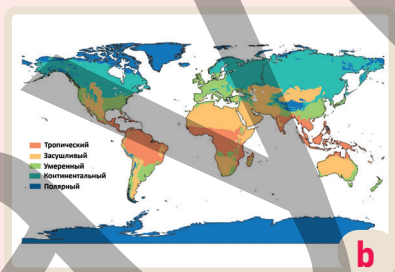 Тропический
Засушливый
Умеренный
Континентальный
Полярный
b